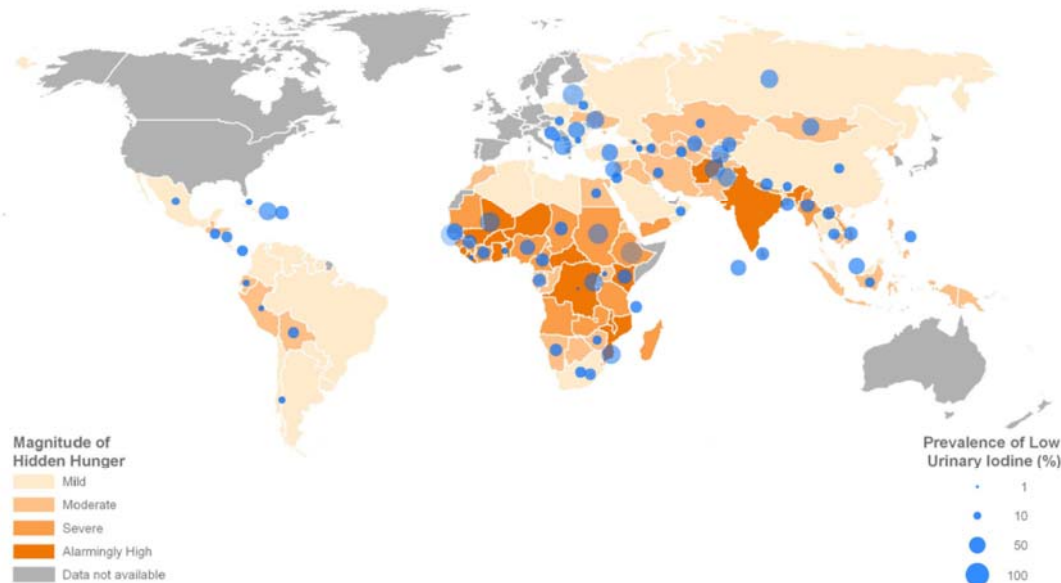 Magnitude of
Hidden Hunger
Mild
Moderate
Severe
Alarmingly High
Data not available
Prevalence of Low
Urinary Iodine (%)
1
10
50
100